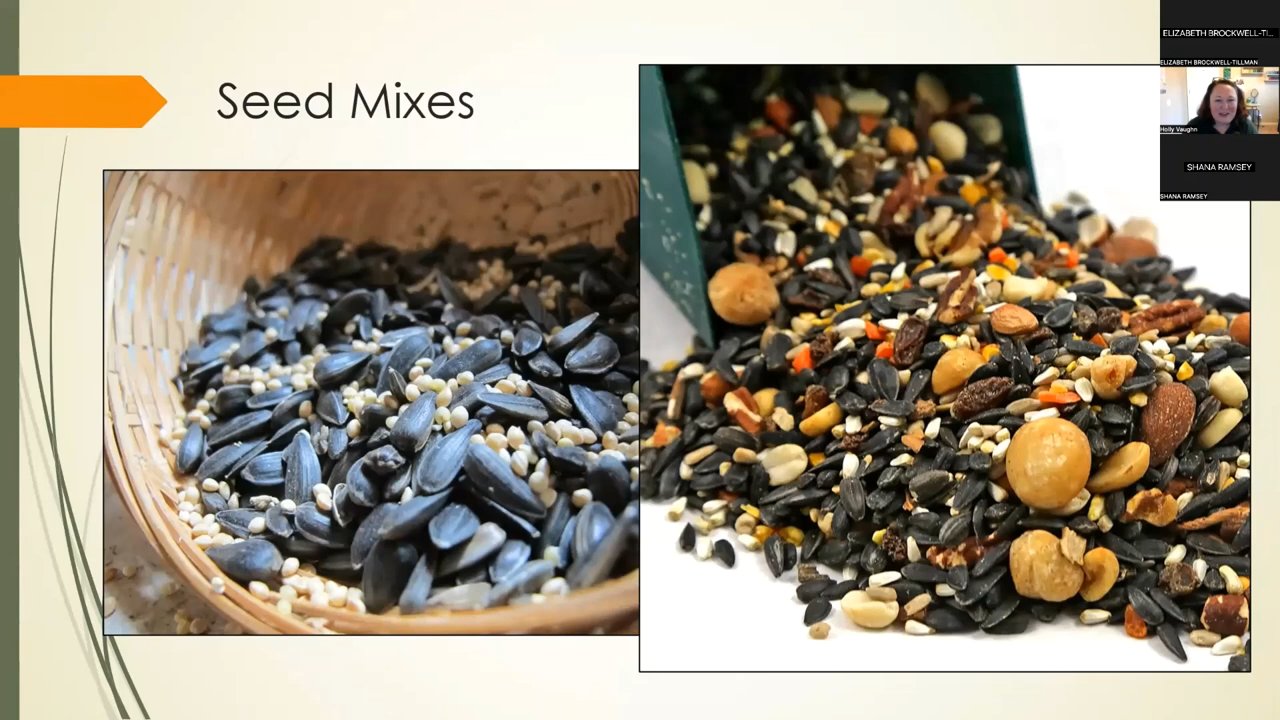 Seed Mixes
ELIZABETH BROCKWELL-TI...
ELIZABETH BROCKWELL-TILLMAN
Holly Vaughn
SHANA RAMSEY
SHANA RAMSEY